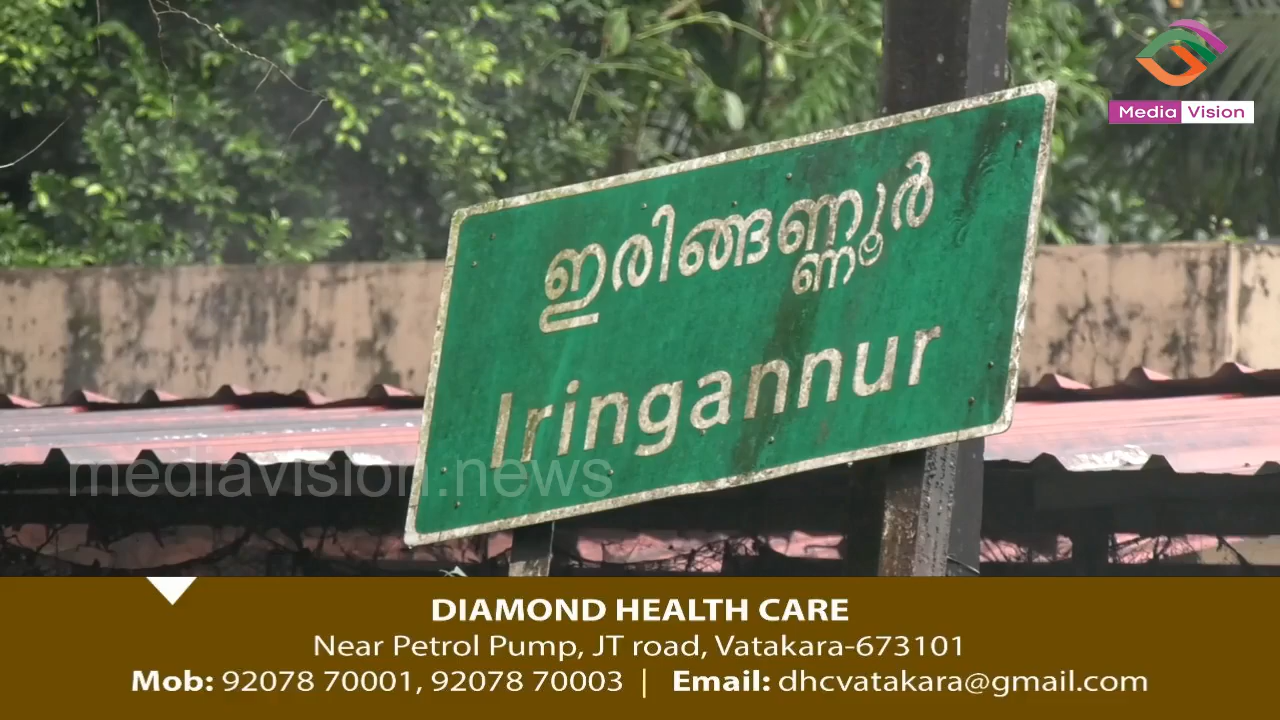 Media Vision
ഇരിങ്ങണ്ണൂർ
Iringannur
mediavision.news
DIAMOND HEALTH CARE
Near Petrol Pump, JT road, Vatakara-673101
Mob: 92078 70001, 92078 70003 | Email: dhcvatakara@gmail.com